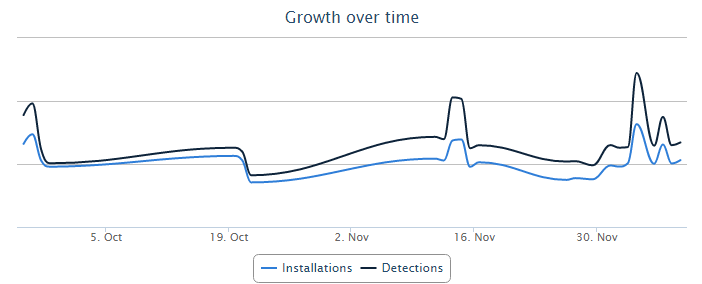 Growth over time
5. Oct
19. Oct
2. Nov
16. Nov
30. Nov
Installations
Detections